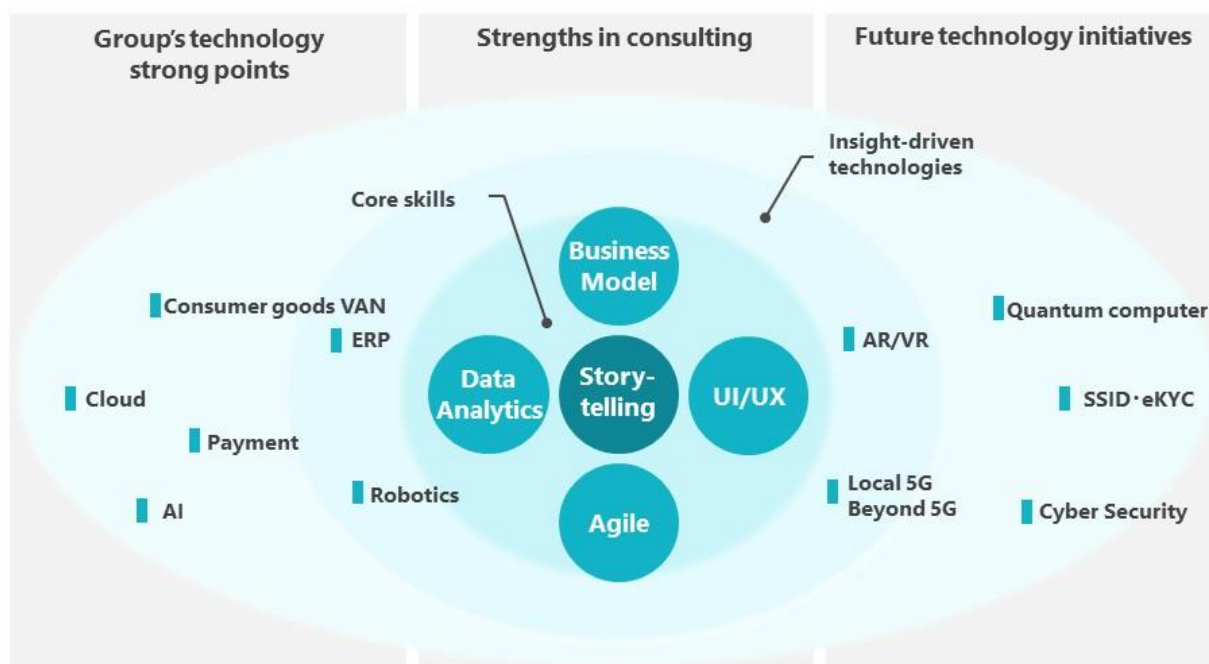 Group's technology
strong points
Strengths in consulting
Future technology initiatives
Insight-driven
technologies
Core skills
Business
Model
Consumer goods VAN
ERP
Cloud
Payment
AI
Robotics
Data
Analytics
Story-
telling
UI/UX
Agile
AR/VR
Quantum computer
SSID･eKYC
Local 5G
Beyond 5G
Cyber Security